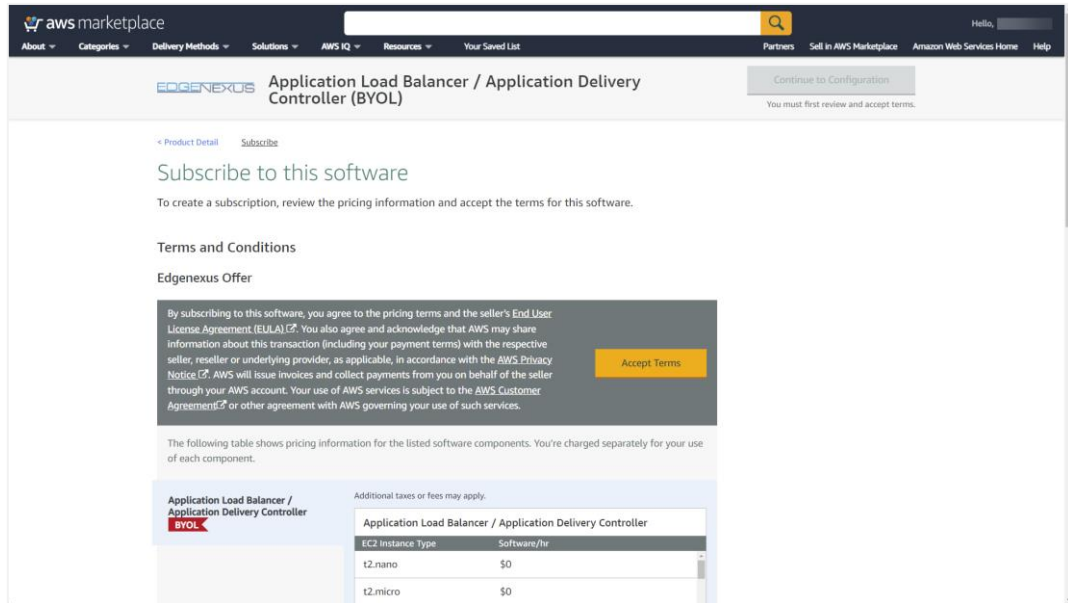 aws marketplace
Hello,
About Categories Delivery Methods Solutions AWS IQ Resources Your Saved List Partners Sell in AWS Marketplace Amazon Web Services Home Help
EDGENEXUS
Application Load Balancer / Application Delivery
Controller (BYOL)
Continue to Configuration
You must first review and accept terms.
< Product Detail Subscribe
Subscribe to this software
To create a subscription, review the pricing information and accept the terms for this software.
Terms and Conditions
Edgenexus Offer
By subscribing to this software, you agree to the pricing terms and the seller's End User
License Agreement (EULA). You also agree and acknowledge that AWS may share
information about this transaction (including your payment terms) with the respective
seller, reseller or underlying provider, as applicable, in accordance with the AWS Privacy
Notice. AWS will issue invoices and collect payments from you on behalf of the seller
through your AWS account. Your use of AWS services is subject to the AWS Customer
Agreement or other agreement with AWS governing your use of such services.
Accept Terms
The following table shows pricing information for the listed software components. You're charged separately for your use
of each component.
Application Load Balancer /
Application Delivery Controller
BYOL
Additional taxes or fees may apply.
Application Load Balancer / Application Delivery Controller
EC2 Instance Type Software/hr
t2.nano $0
t2.micro $0